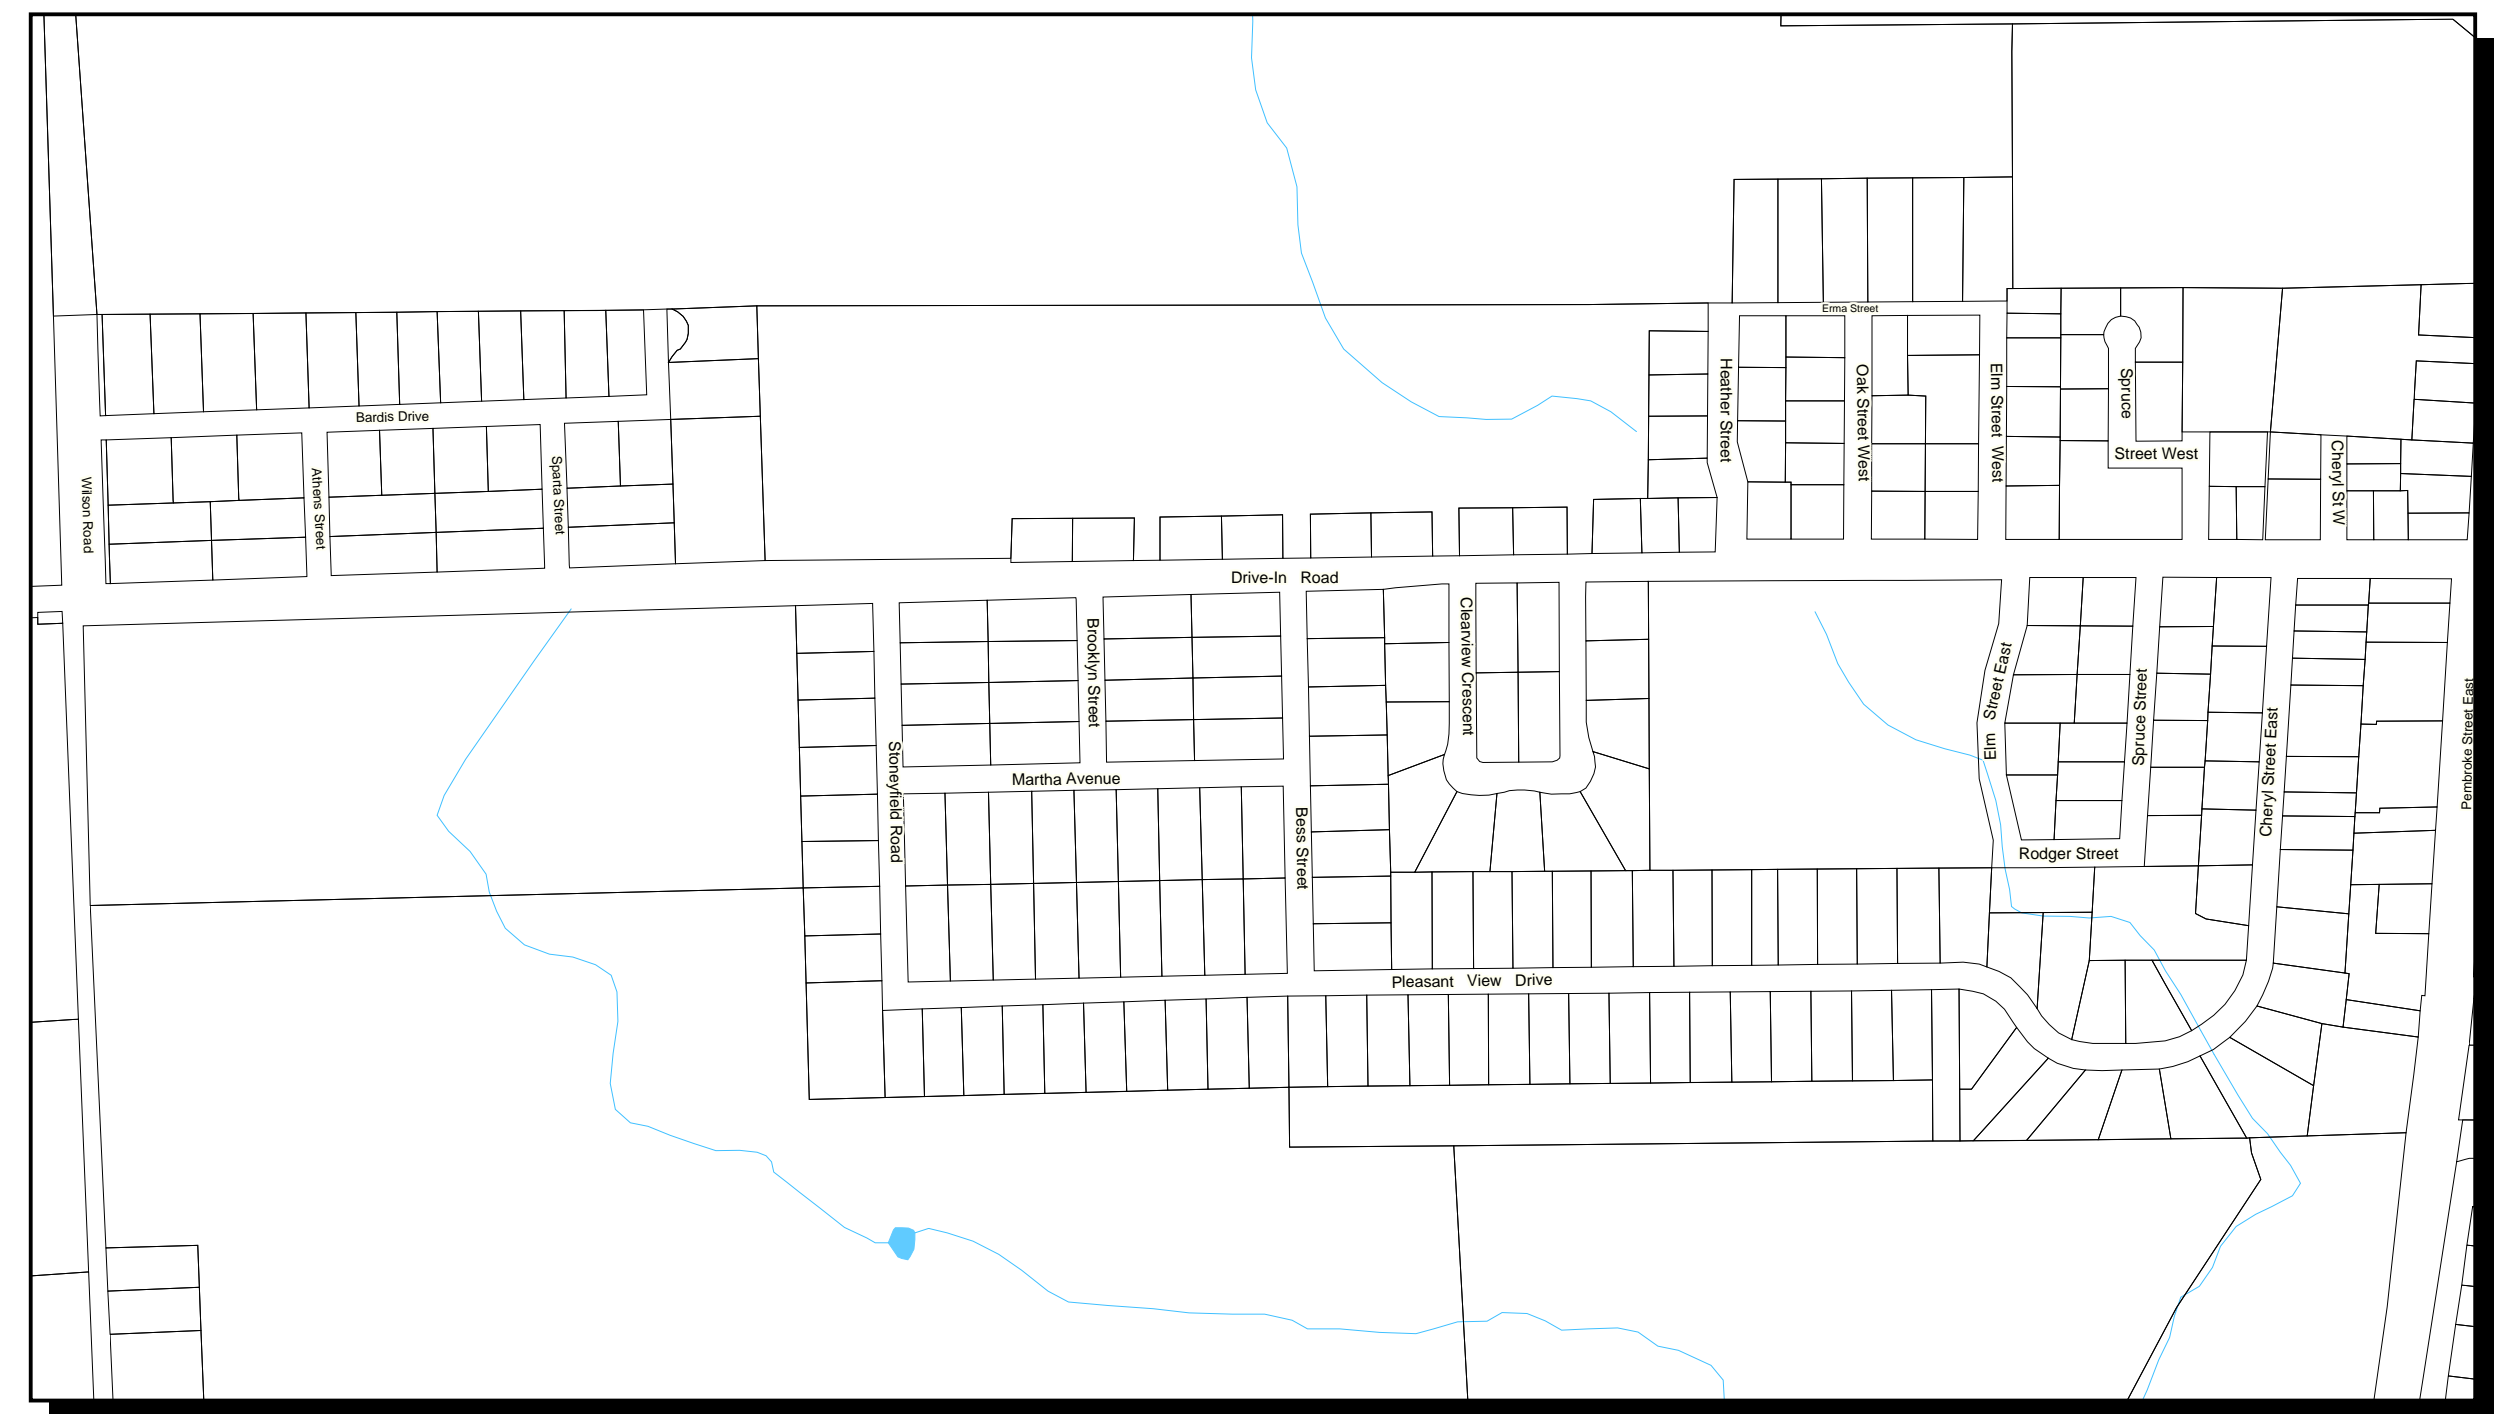 Erma Street
Heather Street
Oak Street West
Elm Street West
Spruce
Street West
Cheryl St W
Bardis Drive
Wilson Road
Athens Street
Sparta Street
Drive-In Road
Brooklyn Street
Clearview Crescent
Elm Street East
Spruce Street
Cheryl Street East
Pembroke Street East
Stoneyfield Road
Martha Avenue
Bess Street
Rodger Street
Pleasant View Drive